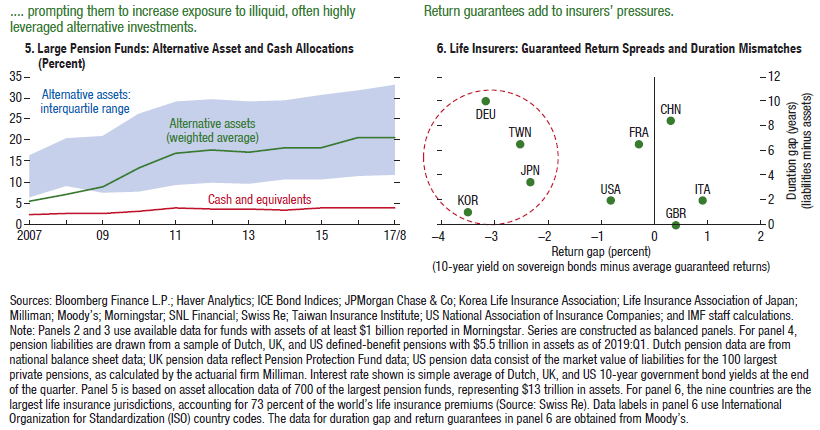 .... prompting them to increase exposure to illiquid, often highly
leveraged alternative investments.
5. Large Pension Funds: Alternative Asset and Cash Allocations
(Percent)
35
30
25
20
15
10
5
0
Alternative assets:
interquartile range
Alternative assets
(weighted average)
Cash and equivalents
2007 09 11 13 15 17/8
Return guarantees add to insurers' pressures.
6. Life Insurers: Guaranteed Return Spreads and Duration Mismatches
DEU
TWN
JPN
KOR
FRA
CHN
USA
ITA
GBR
12
10
8
6
4
2
0
Duration gap (years)
(liabilities minus assets)
–4 –3 –2 –1 0 1 2
Return gap (percent)
(10-year yield on sovereign bonds minus average guaranteed returns)
Sources: Bloomberg Finance L.P.; Haver Analytics; ICE Bond Indices; JPMorgan Chase & Co; Korea Life Insurance Association; Life Insurance Association of Japan;
Milliman; Moody's; Morningstar; SNL Financial; Swiss Re; Taiwan Insurance Institute; US National Association of Insurance Companies; and IMF staff calculations.
Note: Panels 2 and 3 use available data for funds with assets of at least $1 billion reported in Morningstar. Series are constructed as balanced panels. For panel 4,
pension liabilities are drawn from a sample of Dutch, UK, and US defined-benefit pensions with $5.5 trillion in assets as of 2019:Q1. Dutch pension data are from
national balance sheet data; UK pension data reflect Pension Protection Fund data; US pension data consist of the market value of liabilities for the 100 largest
private pensions, as calculated by the actuarial firm Milliman. Interest rate shown is simple average of Dutch, UK, and US 10-year government bond yields at the end
of the quarter. Panel 5 is based on asset allocation data of 700 of the largest pension funds, representing $13 trillion in assets. For panel 6, the nine countries are the
largest life insurance jurisdictions, accounting for 73 percent of the world's life insurance premiums (Source: Swiss Re). Data labels in panel 6 use International
Organization for Standardization (ISO) country codes. The data for duration gap and return guarantees in panel 6 are obtained from Moody's.